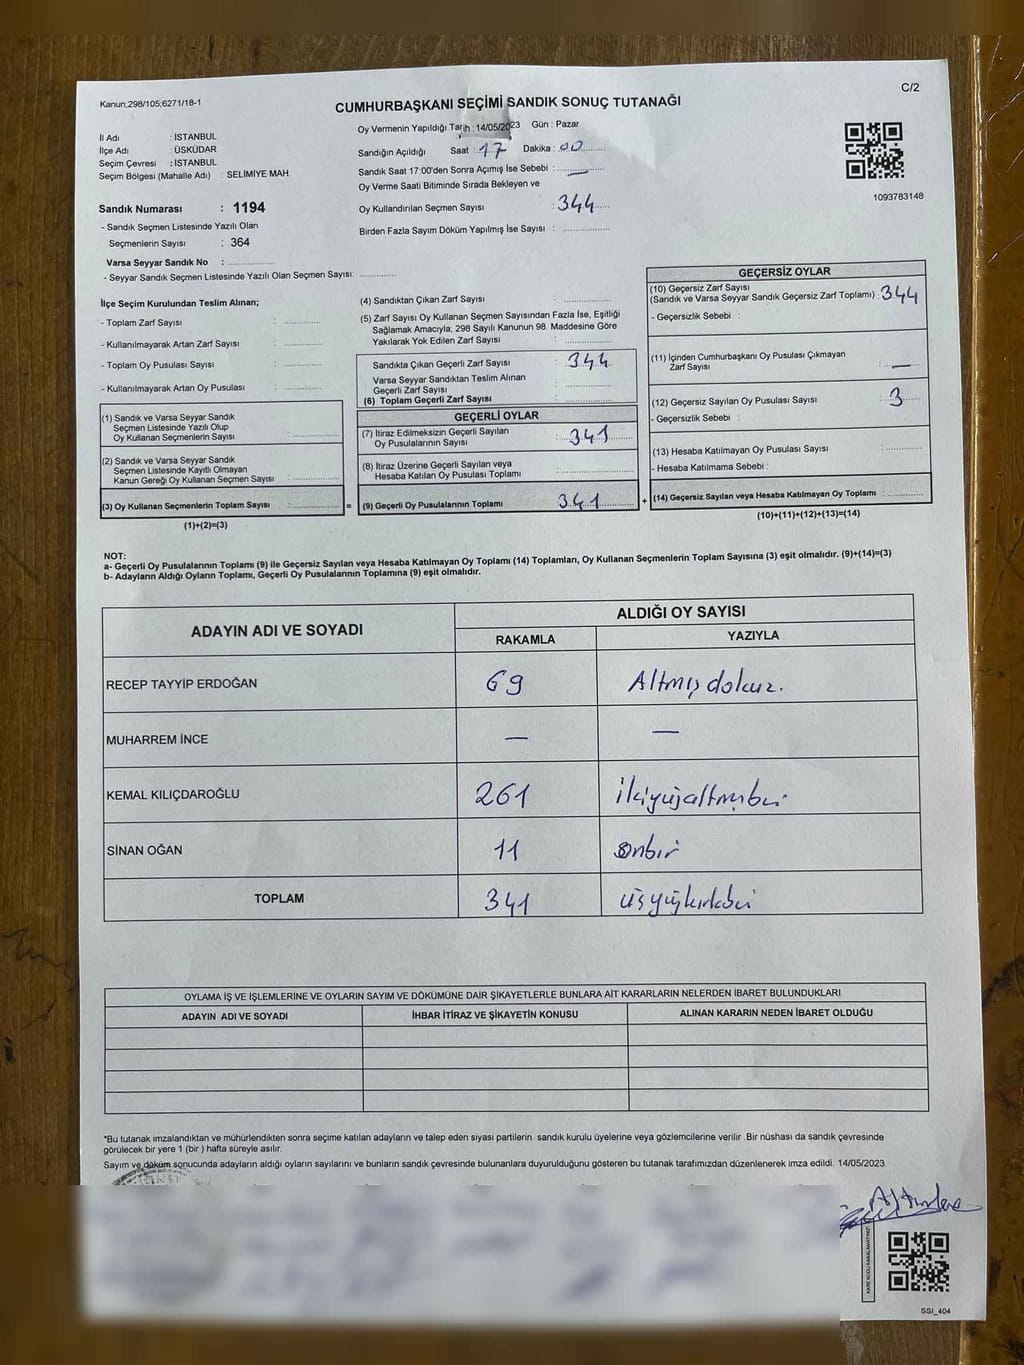 C/2
Kanun;298/105;6271/18-1
CUMHURBAŞKANI SEÇİMİ SANDIK SONUÇ TUTANAĞI
İl Adı : İSTANBUL
İlçe Adı : ÜSKÜDAR
Seçim Çevresi : İSTANBUL
Seçim Bölgesi (Mahalle Adı) : SELİMİYE MAH.
Oy Vermenin Yapıldığı Tarih : 14/05/2023 Gün : Pazar
Sandığın Açıldığı Saat : 17 Dakika : 00
Sandık Saat 17:00'den Sonra Açımış İse Sebebi : —
Oy Verme Saati Bitiminde Sırada Bekleyen ve
Oy Kullandırılan Seçmen Sayısı : 344
Birden Fazla Sayım Döküm Yapılmış İse Sayısı :
1093783148
Sandık Numarası : 1194
- Sandık Seçmen Listesinde Yazılı Olan
Seçmenlerin Sayısı : 364
Varsa Seyyar Sandık No :
- Seyyar Sandık Seçmen Listesinde Yazılı Olan Seçmen Sayısı:
İlçe Seçim Kurulundan Teslim Alınan;
- Toplam Zarf Sayısı :
- Kullanılmayarak Artan Zarf Sayısı :
- Toplam Oy Pusulası Sayısı :
- Kullanılmayarak Artan Oy Pusulası :
(1) Sandık ve Varsa Seyyar Sandık
Seçmen Listesinde Yazılı Olup
Oy Kullanan Seçmenlerin Sayısı :
(2) Sandık ve Varsa Seyyar Sandık
Seçmen Listesinde Kayıtlı Olmayan
Kanun Gereği Oy Kullanan Seçmen Sayısı :
(3) Oy Kullanan Seçmenlerin Toplam Sayısı :
(1)+(2)=(3)
=
(4) Sandıktan Çıkan Zarf Sayısı :
(5) Zarf Sayısı Oy Kullanan Seçmen Sayısından Fazla İse, Eşitliği
Sağlamak Amacıyla, 298 Sayılı Kanunun 98. Maddesine Göre
Yakılarak Yok Edilen Zarf Sayısı :
Sandıkta Çıkan Geçerli Zarf Sayısı : 344
Varsa Seyyar Sandıktan Teslim Alınan
Geçerli Zarf Sayısı :
(6) Toplam Geçerli Zarf Sayısı :
GEÇERLİ OYLAR
(7) İtiraz Edilmeksizin Geçerli Sayılan
Oy Pusulalarının Sayısı : 341
(8) İtiraz Üzerine Geçerli Sayılan veya
Hesaba Katılan Oy Pusulası Toplamı :
(9) Geçerli Oy Pusulalarının Toplamı : 341
+
GEÇERSİZ OYLAR
(10) Geçersiz Zarf Sayısı
(Sandık ve Varsa Seyyar Sandık Geçersiz Zarf Toplamı) : 344
- Geçersizlik Sebebi :
(11) İçinden Cumhurbaşkanı Oy Pusulası Çıkmayan
Zarf Sayısı : —
(12) Geçersiz Sayılan Oy Pusulası Sayısı : 3
- Geçersizlik Sebebi :
(13) Hesaba Katılmayan Oy Pusulası Sayısı :
- Hesaba Katılmama Sebebi :
(14) Geçersiz Sayılan veya Hesaba Katılmayan Oy Toplamı :
(10)+(11)+(12)+(13)=(14)
NOT:
a- Geçerli Oy Pusulalarının Toplamı (9) ile Geçersiz Sayılan veya Hesaba Katılmayan Oy Toplamı (14) Toplamları, Oy Kullanan Seçmenlerin Toplam Sayısına (3) eşit olmalıdır. (9)+(14)=(3)
b- Adayların Aldığı Oyların Toplamı, Geçerli Oy Pusulalarının Toplamına (9) eşit olmalıdır.
ADAYIN ADI VE SOYADI ALDIĞI OY SAYISI
RAKAMLA YAZIYLA
RECEP TAYYİP ERDOĞAN 69 Altmış dokuz.
MUHARREM İNCE — —
KEMAL KILIÇDAROĞLU 261 ikiyüzaltmışbir
SİNAN OĞAN 11 onbir
TOPLAM 341 üçyüzkırkbir
OYLAMA İŞ VE İŞLEMLERİNE VE OYLARIN SAYIM VE DÖKÜMÜNE DAİR ŞİKAYETLERLE BUNLARA AİT KARARLARIN NELERDEN İBARET BULUNDUKLARI
ADAYIN ADI VE SOYADI İHBAR İTİRAZ VE ŞİKAYETİN KONUSU ALINAN KARARIN NEDEN İBARET OLDUĞU
*Bu tutanak imzalandıktan ve mühürlendikten sonra seçime katılan adayların ve talep eden siyasi partilerin sandık kurulu üyelerine veya gözlemcilerine verilir .Bir nüshası da sandık çevresinde
görülecek bir yere 1 (bir ) hafta süreyle asılır.
Sayım ve döküm sonucunda adayların aldığı oyların sayılarını ve bunların sandık çevresinde bulunanlara duyurulduğunu gösteren bu tutanak tarafımızdan düzenlenerek imza edildi. 14/05/2023
KARE KODU KARALAMAYINIZ
SSI_404